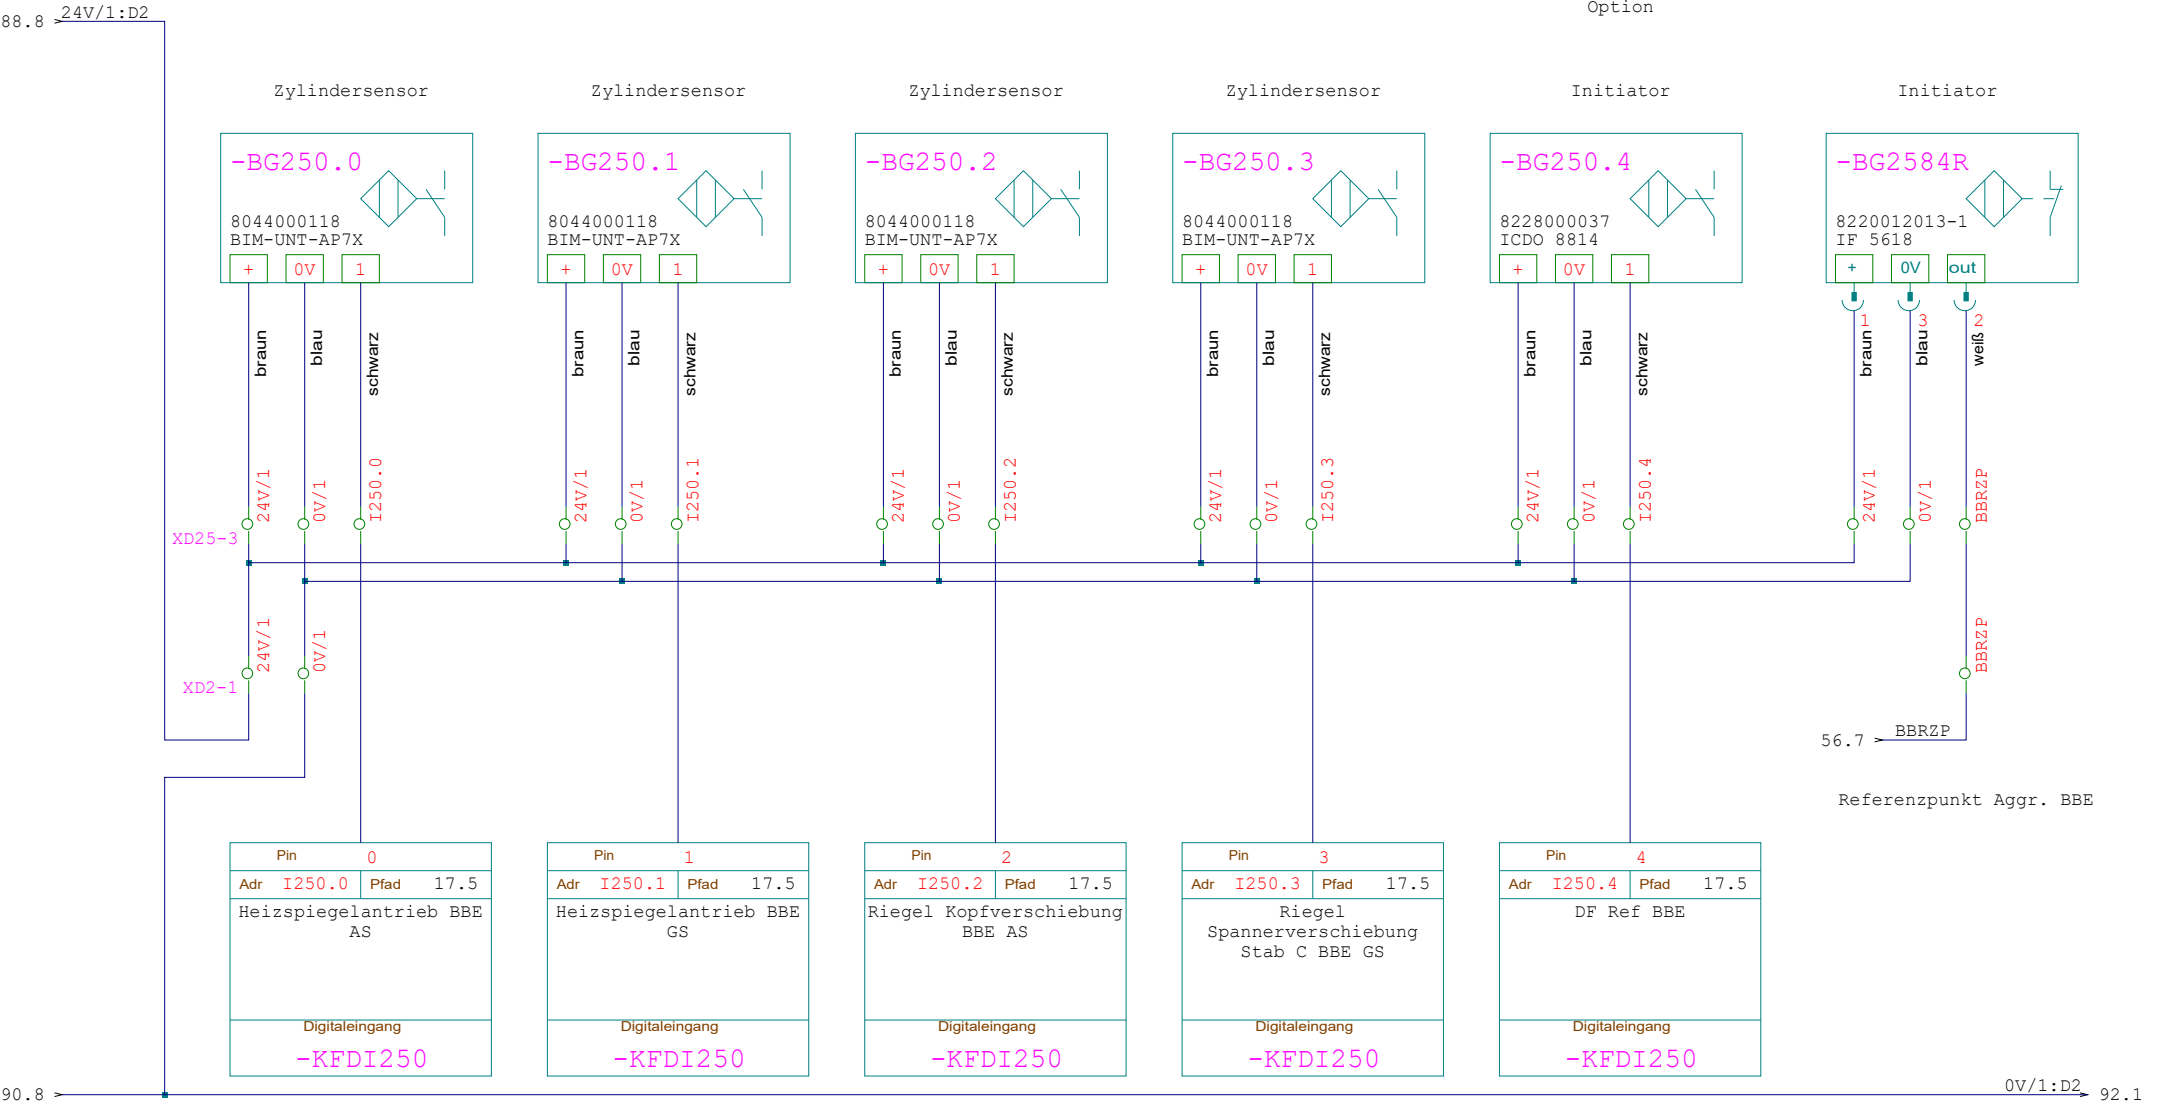 Option
88.8
24V/1:D2
Zylindersensor
Zylindersensor
Zylindersensor
Zylindersensor
Initiator
Initiator
-BG250.0
8044000118
BIM-UNT-AP7X
+ 0V 1
-BG250.1
8044000118
BIM-UNT-AP7X
+ 0V 1
-BG250.2
8044000118
BIM-UNT-AP7X
+ 0V 1
-BG250.3
8044000118
BIM-UNT-AP7X
+ 0V 1
-BG250.4
8228000037
ICDO 8814
+ 0V 1
-BG2584R
8220012013-1
IF 5618
+ 0V out
1 3 2
braun blau schwarz
braun blau schwarz
braun blau schwarz
braun blau schwarz
braun blau schwarz
braun blau weiß
24V/1 0V/1 I250.0
24V/1 0V/1 I250.1
24V/1 0V/1 I250.2
24V/1 0V/1 I250.3
24V/1 0V/1 I250.4
24V/1 0V/1 BBRZP
XD25-3
24V/1 0V/1
BBRZP
XD2-1
56.7
BBRZP
Referenzpunkt Aggr. BBE
Pin 0
Adr I250.0 Pfad 17.5
Heizspiegelantrieb BBE
AS
Digitaleingang
-KFDI250
Pin 1
Adr I250.1 Pfad 17.5
Heizspiegelantrieb BBE
GS
Digitaleingang
-KFDI250
Pin 2
Adr I250.2 Pfad 17.5
Riegel Kopfverschiebung
BBE AS
Digitaleingang
-KFDI250
Pin 3
Adr I250.3 Pfad 17.5
Riegel
Spannerverschiebung
Stab C BBE GS
Digitaleingang
-KFDI250
Pin 4
Adr I250.4 Pfad 17.5
DF Ref BBE
Digitaleingang
-KFDI250
90.8
0V/1:D2
92.1